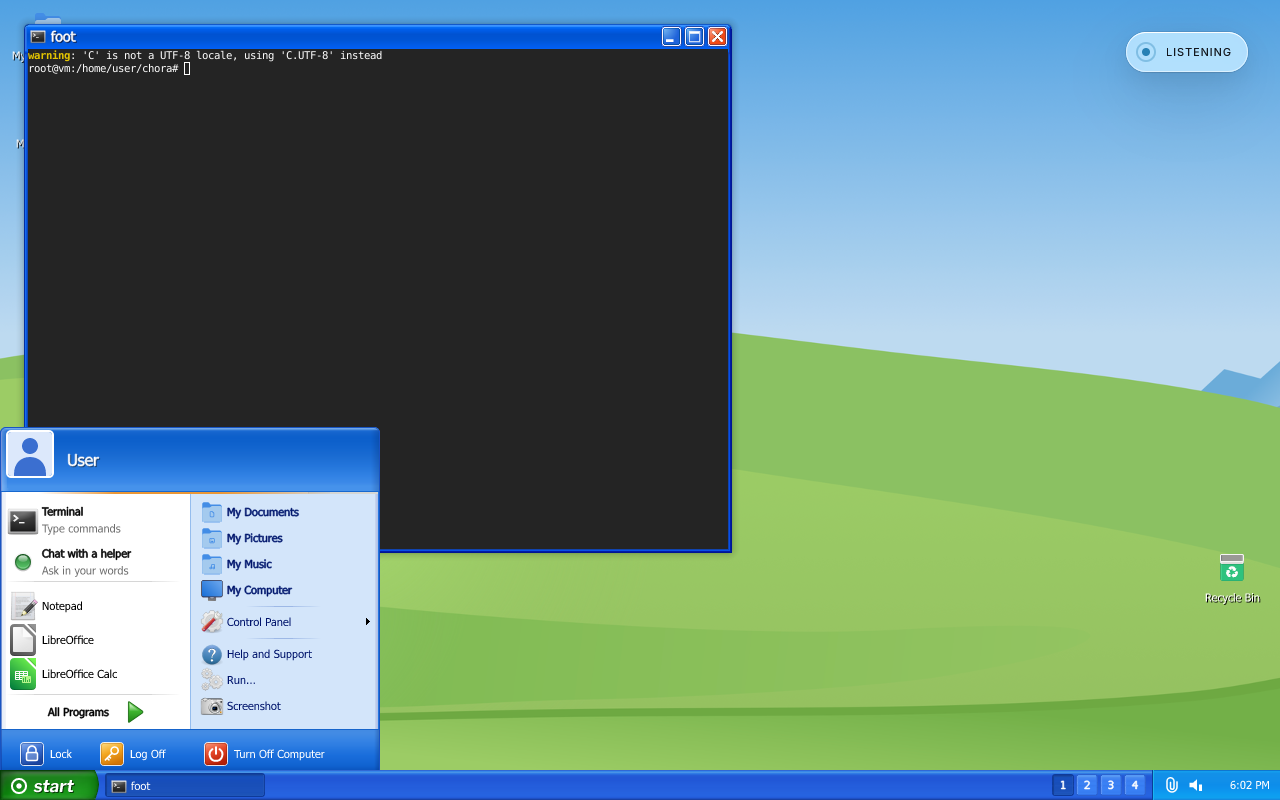 foot
warning: 'C' is not a UTF-8 locale, using 'C.UTF-8' instead
root@vm:/home/user/chora#
LISTENING
User
Terminal
Type commands
Chat with a helper
Ask in your words
Notepad
LibreOffice
LibreOffice Calc
All Programs
My Documents
My Pictures
My Music
My Computer
Control Panel
Help and Support
Run...
Screenshot
Lock
Log Off
Turn Off Computer
Recycle Bin
start
foot
1
2
3
4
6:02 PM